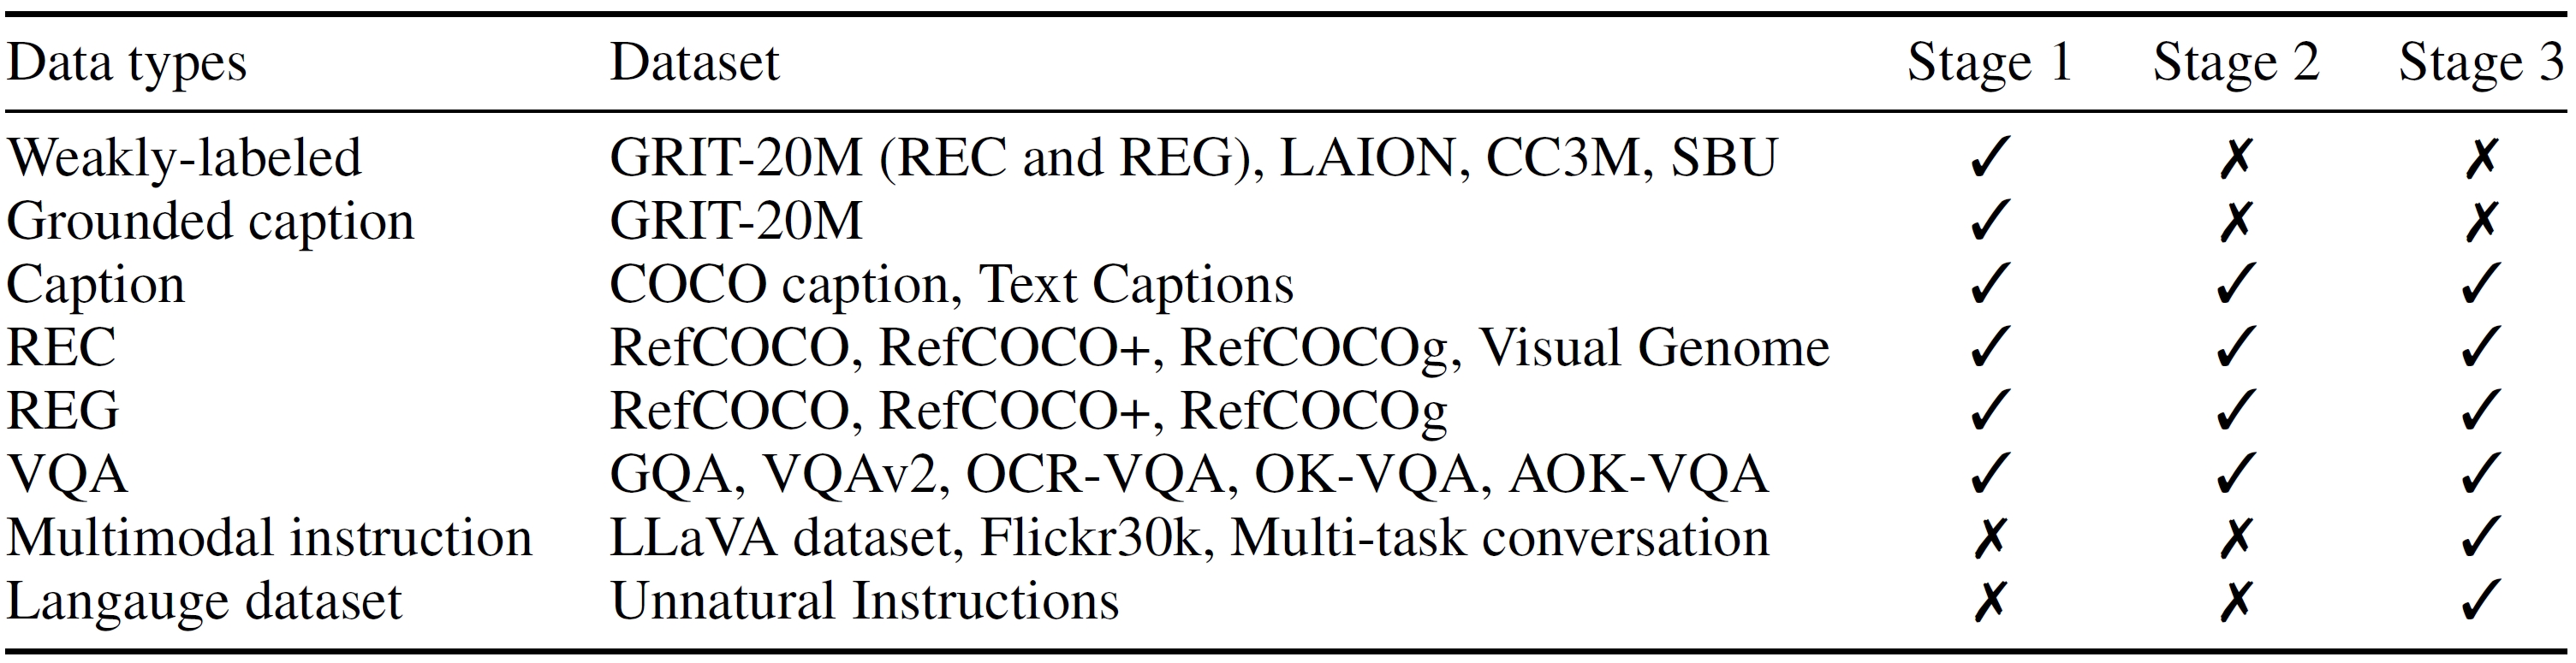 Data types Dataset Stage 1 Stage 2 Stage 3
Weakly-labeled GRIT-20M (REC and REG), LAION, CC3M, SBU ✓ ✗ ✗
Grounded caption GRIT-20M ✓ ✗ ✗
Caption COCO caption, Text Captions ✓ ✓ ✓
REC RefCOCO, RefCOCO+, RefCOCOg, Visual Genome ✓ ✓ ✓
REG RefCOCO, RefCOCO+, RefCOCOg ✓ ✓ ✓
VQA GQA, VQAv2, OCR-VQA, OK-VQA, AOK-VQA ✓ ✓ ✓
Multimodal instruction LLaVA dataset, Flickr30k, Multi-task conversation ✗ ✗ ✓
Langauge dataset Unnatural Instructions ✗ ✗ ✓